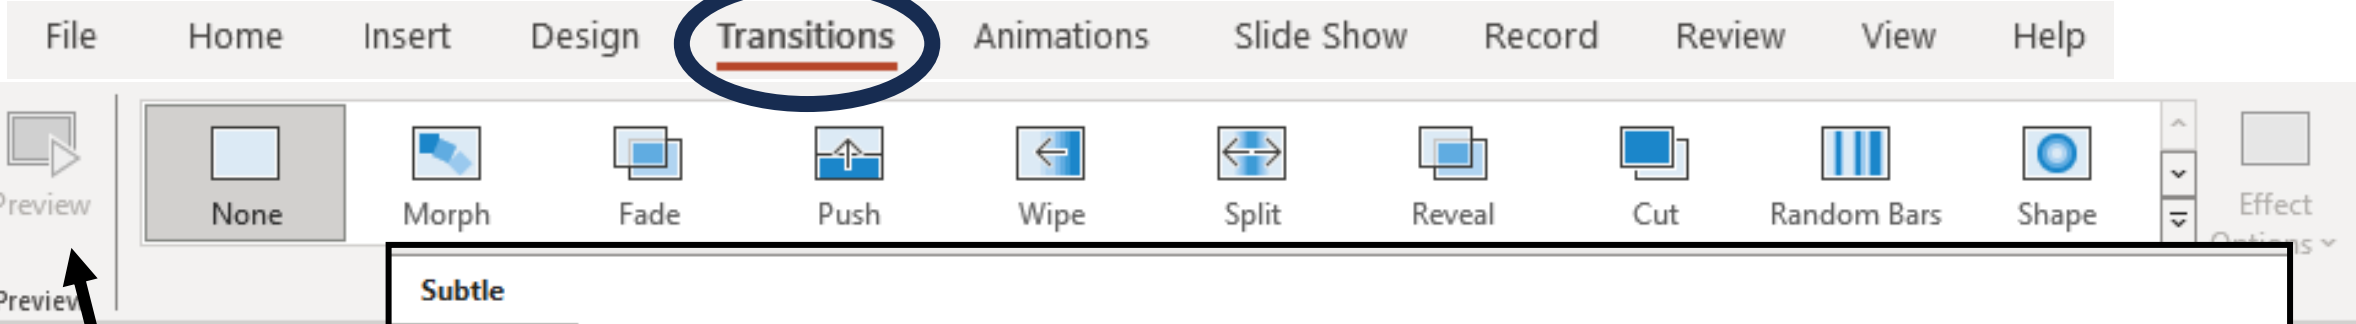 File Home Insert Design Transitions Animations Slide Show Record Review View Help
Preview None Morph Fade Push Wipe Split Reveal Cut Random Bars Shape Effect
Options
Subtle
Preview